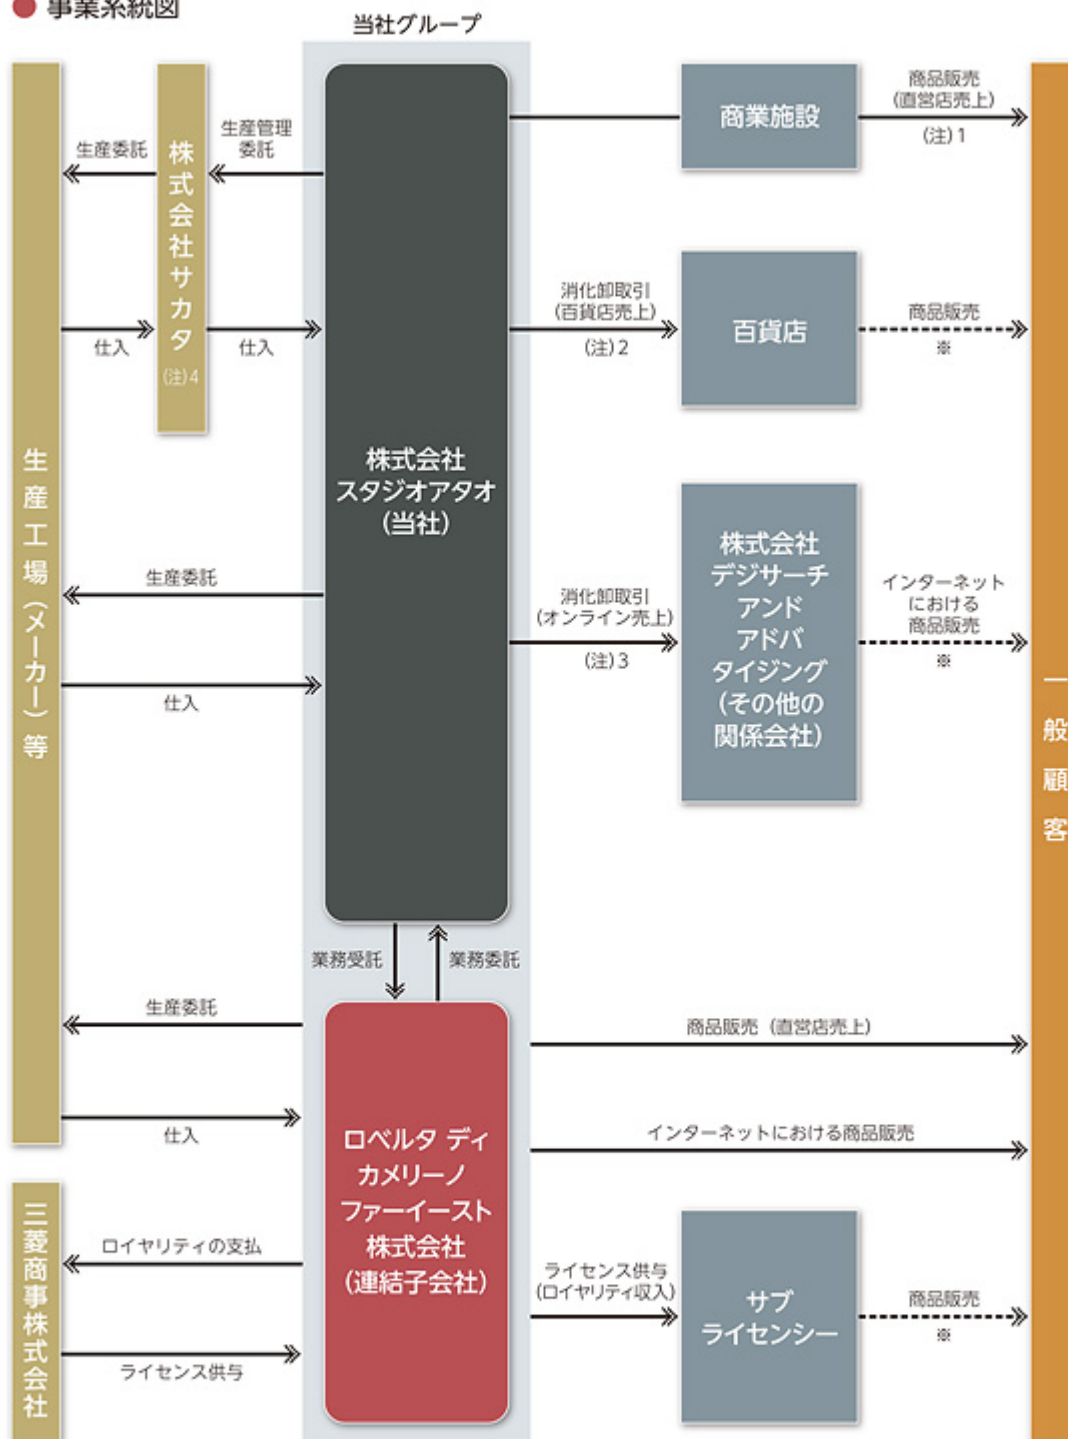 事業系統図
当社グループ
生産工場（メーカー）等
生産委託
株式会社サカタ
(注)4
生産管理
委託
仕入
仕入
生産委託
仕入
株式会社
スタジオアタオ
（当社）
商業施設
商品販売
(直営店売上)
(注) 1
消化卸取引
(百貨店売上)
(注) 2
百貨店
商品販売
※
消化卸取引
(オンライン売上)
(注) 3
株式会社
デジサーチ
アンド
アドバ
タイジング
（その他の
関係会社）
インターネット
における
商品販売
※
一般顧客
業務受託
業務委託
生産委託
仕入
ロベルタ ディ
カメリーノ
ファーイースト
株式会社
（連結子会社）
商品販売（直営店売上）
インターネットにおける商品販売
三菱商事株式会社
ロイヤリティの支払
ライセンス供与
ライセンス供与
(ロイヤリティ収入)
サブ
ライセンシー
商品販売
※